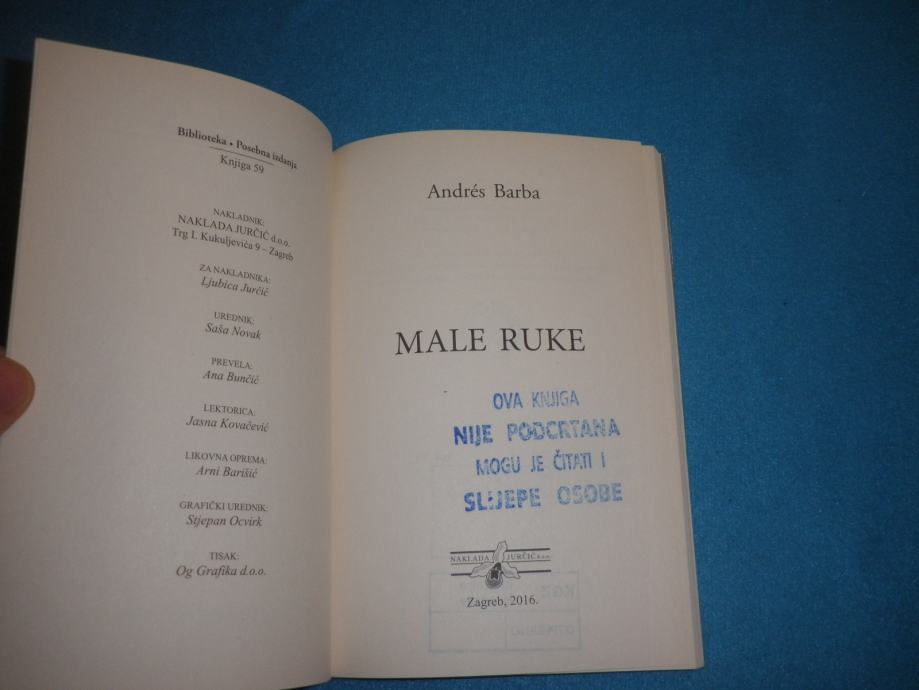 Biblioteka • Posebna izdanja
Knjiga 59
NAKLADNIK:
NAKLADA JURČIĆ d.o.o.
Trg I. Kukuljevića 9 – Zagreb
ZA NAKLADNIKA:
Ljubica Jurčić
UREDNIK:
Saša Novak
PREVELA:
Ana Bunčić
LEKTORICA:
Jasna Kovačević
LIKOVNA OPREMA:
Arni Barišić
GRAFIČKI UREDNIK:
Stjepan Ocvirk
TISAK:
Og Grafika d.o.o.
Andrés Barba
MALE RUKE
OVA KNJIGA
NIJE PODCRTANA
MOGU JE ČITATI I
SLIJEPE OSOBE
NAKLADA JURČIĆ d.o.o.
Zagreb, 2016.